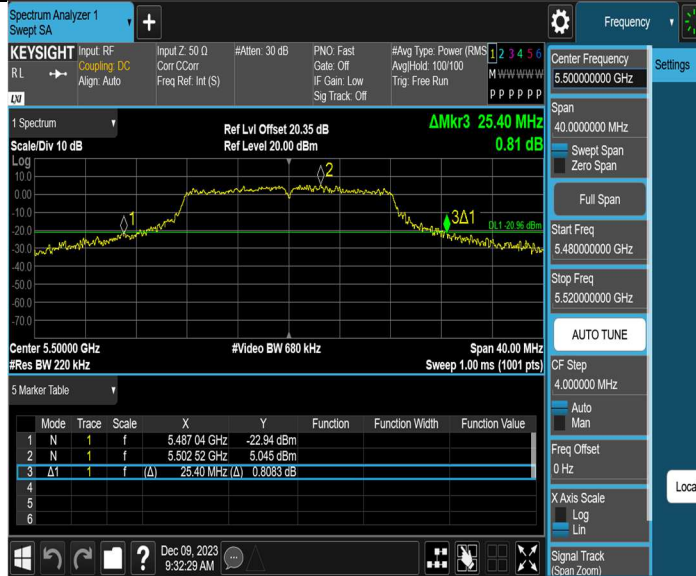 Spectrum Analyzer 1
Swept SA
Frequency
KEYSIGHT
Input: RF
Coupling: DC
Align: Auto
Input Z: 50 Ω
Corr CCorr
Freq Ref: Int (S)
#Atten: 30 dB
PNO: Fast
Gate: Off
IF Gain: Low
Sig Track: Off
#Avg Type: Power (RMS
Avg|Hold: 100/100
Trig: Free Run
1 2 3 4 5 6
M W W W W W
P P P P P P
R L
LXI
Center Frequency
5.500000000 GHz
Settings
Span
40.0000000 MHz
Swept Span
Zero Span
Full Span
Start Freq
5.480000000 GHz
Stop Freq
5.520000000 GHz
AUTO TUNE
CF Step
4.000000 MHz
Auto
Man
Freq Offset
0 Hz
X Axis Scale
Log
Lin
Signal Track
(Span Zoom)
Loca
1 Spectrum
Scale/Div 10 dB
Ref Lvl Offset 20.35 dB
Ref Level 20.00 dBm
ΔMkr3 25.40 MHz
0.81 dB
Log
10.0
0.00
-10.0
-20.0
-30.0
-40.0
-50.0
-60.0
-70.0
1
2
3Δ1
DL1 -20.96 dBm
Center 5.50000 GHz
#Video BW 680 kHz
Span 40.00 MHz
#Res BW 220 kHz
Sweep 1.00 ms (1001 pts)
5 Marker Table
Mode Trace Scale X Y Function Function Width Function Value
1 N 1 f 5.487 04 GHz -22.94 dBm
2 N 1 f 5.502 52 GHz 5.045 dBm
3 Δ1 1 f (Δ) 25.40 MHz (Δ) 0.8083 dB
4
5
6
?
Dec 09, 2023
9:32:29 AM